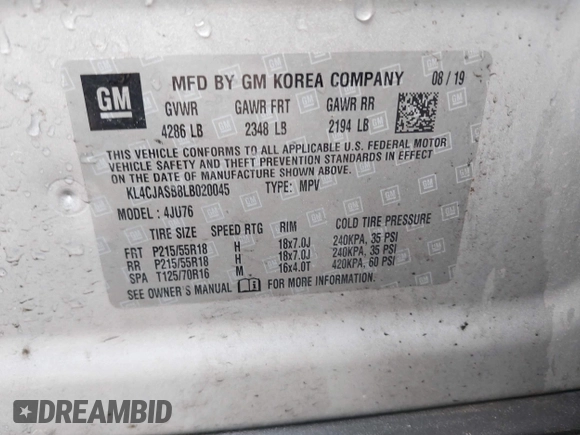 GM
MFD BY GM KOREA COMPANY 08/19
GVWR GAWR FRT GAWR RR
4286 LB 2348 LB 2194 LB
THIS VEHICLE CONFORMS TO ALL APPLICABLE U.S. FEDERAL MOTOR
VEHICLE SAFETY AND THEFT PREVENTION STANDARDS IN EFFECT ON
THE DATE OF MANUFACTURE SHOWN ABOVE.
KL4CJASB8LB020045 TYPE: MPV
MODEL: 4JU76
TIRE SIZE SPEED RTG RIM COLD TIRE PRESSURE
FRT P215/55R18 H 18x7.0J 240KPA, 35 PSI
RR P215/55R18 H 18x7.0J 240KPA, 35 PSI
SPA T125/70R16 M 16x4.0T 420KPA, 60 PSI
SEE OWNER'S MANUAL FOR MORE INFORMATION.
DREAMBID